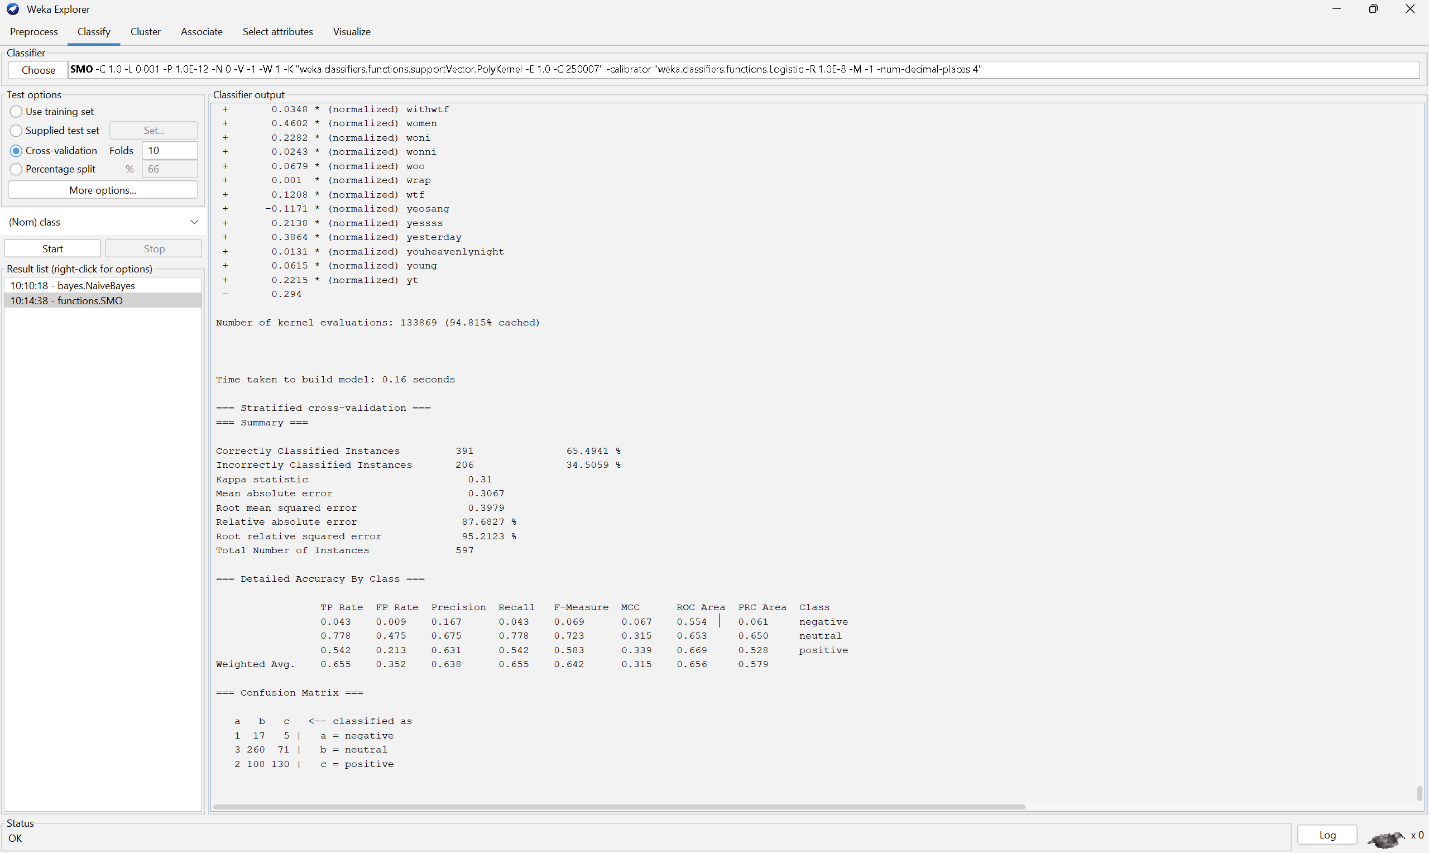 Weka Explorer
Preprocess Classify Cluster Associate Select attributes Visualize
Classifier
Choose SMO -C 1.0 -L 0.001 -P 1.0E-12 -N 0 -V -1 -W 1 -K "weka.classifiers.functions.supportVector.PolyKernel -E 1.0 -C 250007" -calibrator "weka.classifiers.functions.Logistic -R 1.0E-8 -M -1 -num-decimal-places 4"
Test options
Use training set
Supplied test set Set...
Cross-validation Folds 10
Percentage split % 66
More options...
(Nom) class
Start Stop
Result list (right-click for options)
10:10:18 - bayes.NaiveBayes
10:14:38 - functions.SMO
Classifier output
+ 0.0348 * (normalized) withwtf
+ 0.4602 * (normalized) women
+ 0.2282 * (normalized) woni
+ 0.0243 * (normalized) wonni
+ 0.0679 * (normalized) woo
+ 0.001 * (normalized) wrap
+ 0.1208 * (normalized) wtf
+ -0.1171 * (normalized) yeosang
+ 0.2138 * (normalized) yessss
+ 0.3864 * (normalized) yesterday
+ 0.0131 * (normalized) youheavenlynight
+ 0.0615 * (normalized) young
+ 0.2215 * (normalized) yt
- 0.294
Number of kernel evaluations: 133869 (94.815% cached)
Time taken to build model: 0.16 seconds
=== Stratified cross-validation ===
=== Summary ===
Correctly Classified Instances 391 65.4941 %
Incorrectly Classified Instances 206 34.5059 %
Kappa statistic 0.31
Mean absolute error 0.3067
Root mean squared error 0.3979
Relative absolute error 87.6827 %
Root relative squared error 95.2123 %
Total Number of Instances 597
=== Detailed Accuracy By Class ===
TP Rate FP Rate Precision Recall F-Measure MCC ROC Area PRC Area Class
0.043 0.009 0.167 0.043 0.069 0.067 0.554 0.061 negative
0.778 0.475 0.675 0.778 0.723 0.315 0.653 0.650 neutral
0.542 0.213 0.631 0.542 0.583 0.339 0.669 0.528 positive
Weighted Avg. 0.655 0.352 0.638 0.655 0.642 0.315 0.656 0.579
=== Confusion Matrix ===
a b c <-- classified as
1 17 5 | a = negative
3 260 71 | b = neutral
2 108 130 | c = positive
Status
OK
Log
x 0